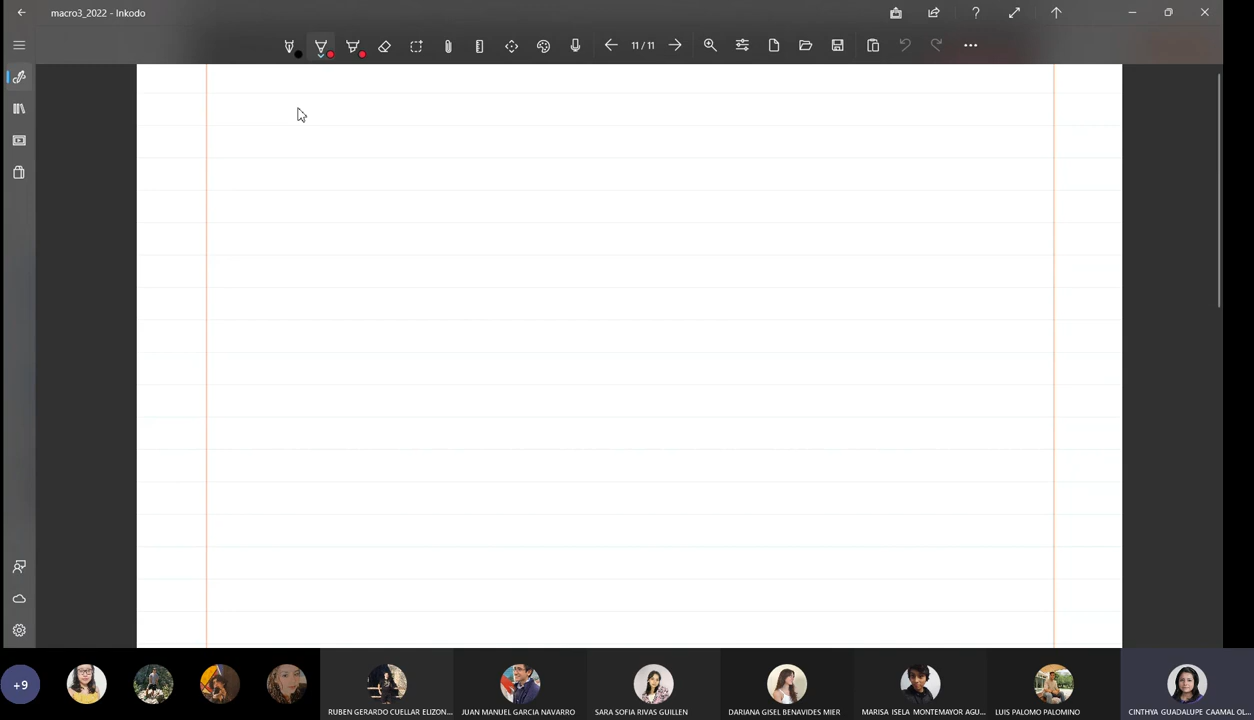 macro3_2022 - Inkodo
11 / 11
+9
RUBEN GERARDO CUELLAR ELIZON...
JUAN MANUEL GARCIA NAVARRO
SARA SOFIA RIVAS GUILLEN
DARIANA GISEL BENAVIDES MIER
MARISA ISELA MONTEMAYOR AGU...
LUIS PALOMO PALOMINO
CINTHYA GUADALUPE CAAMAL OL...